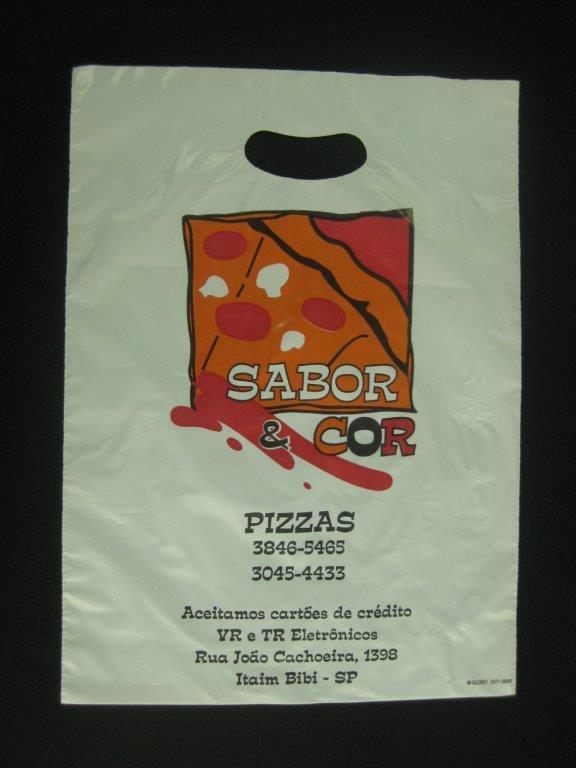 SABOR
& COR
PIZZAS
3846-5465
3045-4433
Aceitamos cartões de crédito
VR e TR Eletrônicos
Rua João Cachoeira, 1398
Itaim Bibi - SP
GLOBO